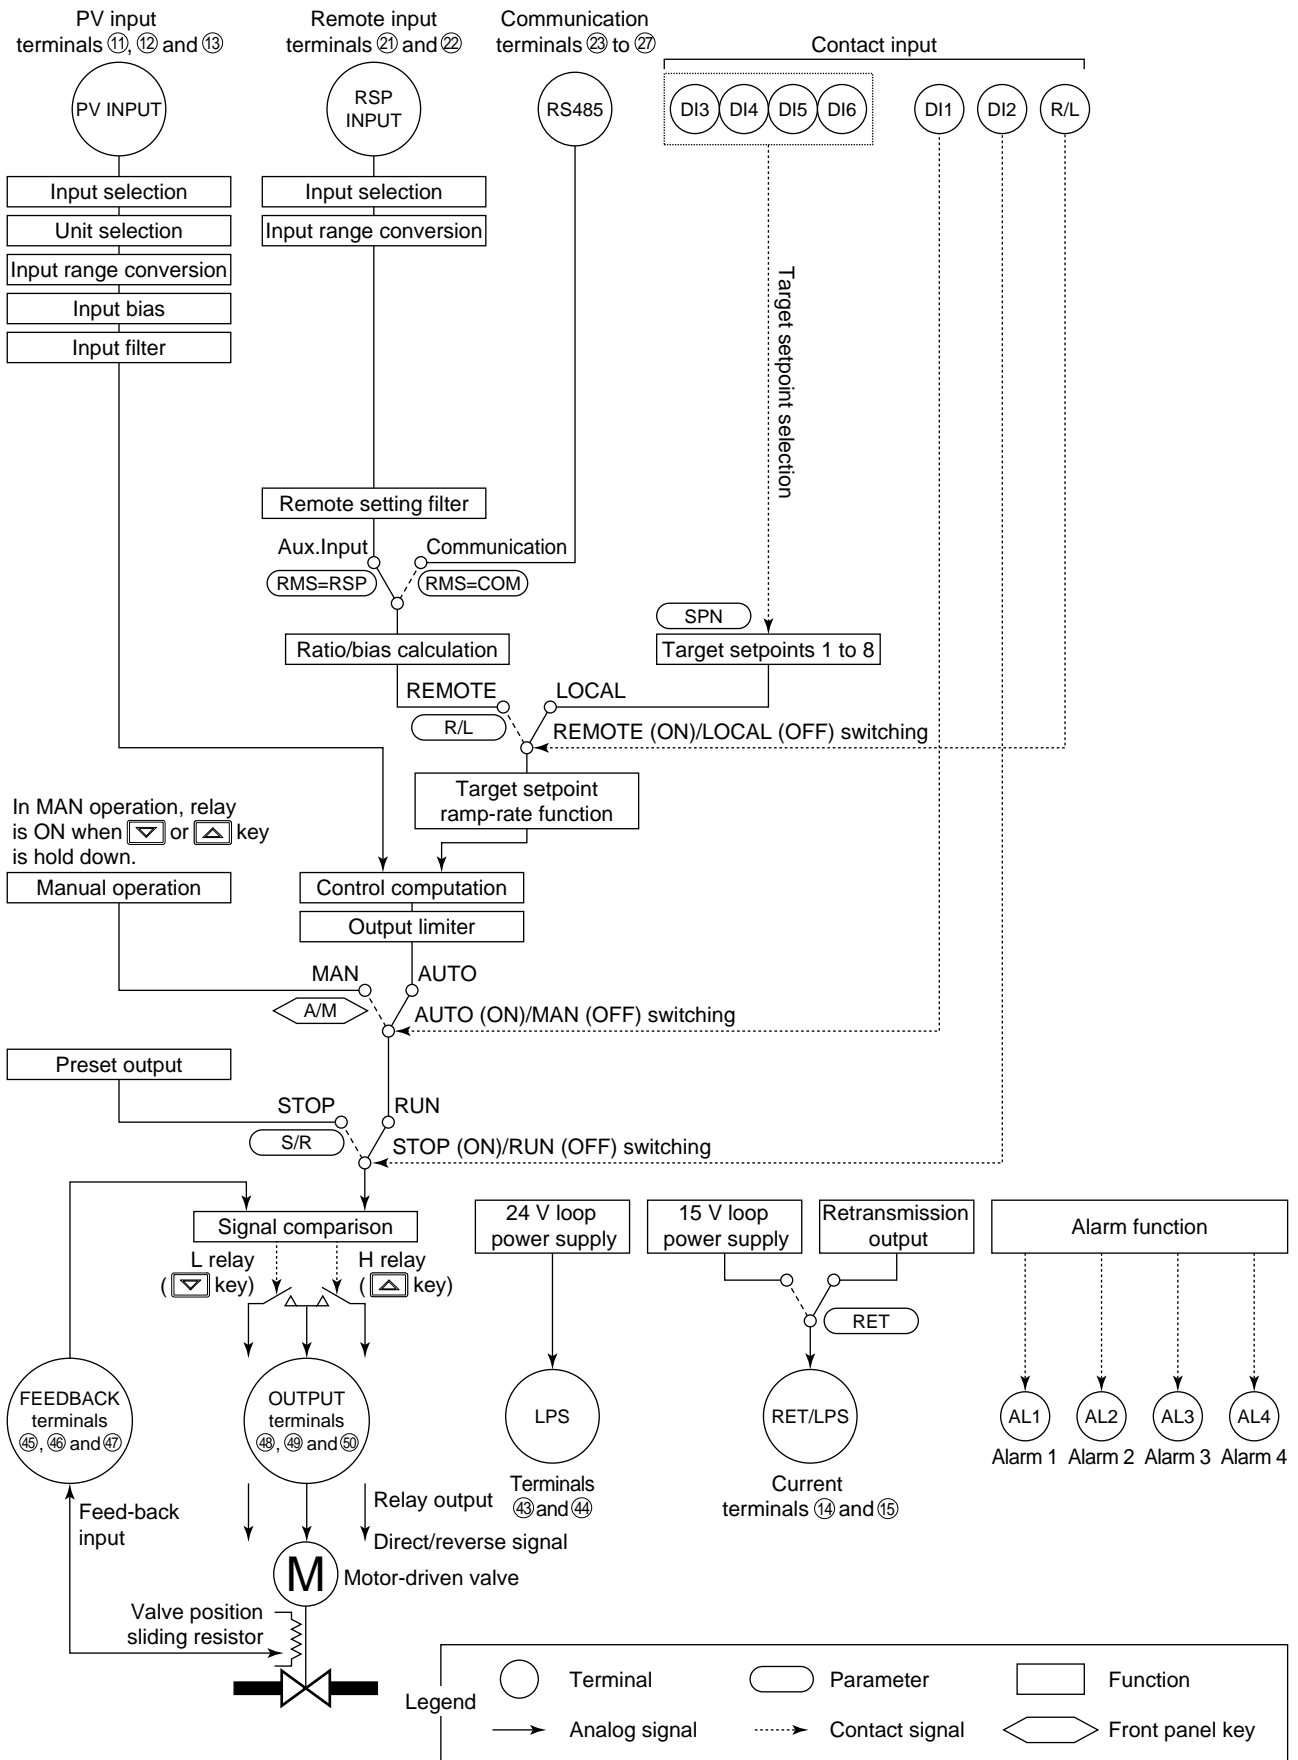 PV input
terminals ⑪, ⑫ and ⑬
Remote input
terminals ㉑ and ㉒
Communication
terminals ㉓ to ㉗
Contact input
PV INPUT
RSP
INPUT
RS485
DI3
DI4
DI5
DI6
DI1
DI2
R/L
Input selection
Unit selection
Input range conversion
Input bias
Input filter
Input selection
Input range conversion
Target setpoint selection
Remote setting filter
Aux.Input
Communication
RMS=RSP
RMS=COM
SPN
Ratio/bias calculation
Target setpoints 1 to 8
REMOTE
LOCAL
R/L
REMOTE (ON)/LOCAL (OFF) switching
Target setpoint
ramp-rate function
In MAN operation, relay
is ON when ▽ or △ key
is hold down.
Manual operation
Control computation
Output limiter
MAN
AUTO
A/M
AUTO (ON)/MAN (OFF) switching
Preset output
STOP
RUN
S/R
STOP (ON)/RUN (OFF) switching
Signal comparison
L relay
( ▽ key)
H relay
( △ key)
24 V loop
power supply
15 V loop
power supply
Retransmission
output
Alarm function
RET
FEEDBACK
terminals
㊺, ㊻ and ㊼
OUTPUT
terminals
㊽, ㊾ and ㊿
LPS
RET/LPS
AL1
AL2
AL3
AL4
Alarm 1
Alarm 2
Alarm 3
Alarm 4
Terminals
㊸ and ㊹
Current
terminals ⑭ and ⑮
Feed-back
input
Relay output
Direct/reverse signal
M
Motor-driven valve
Valve position
sliding resistor
Legend
Terminal
Parameter
Function
Analog signal
Contact signal
Front panel key